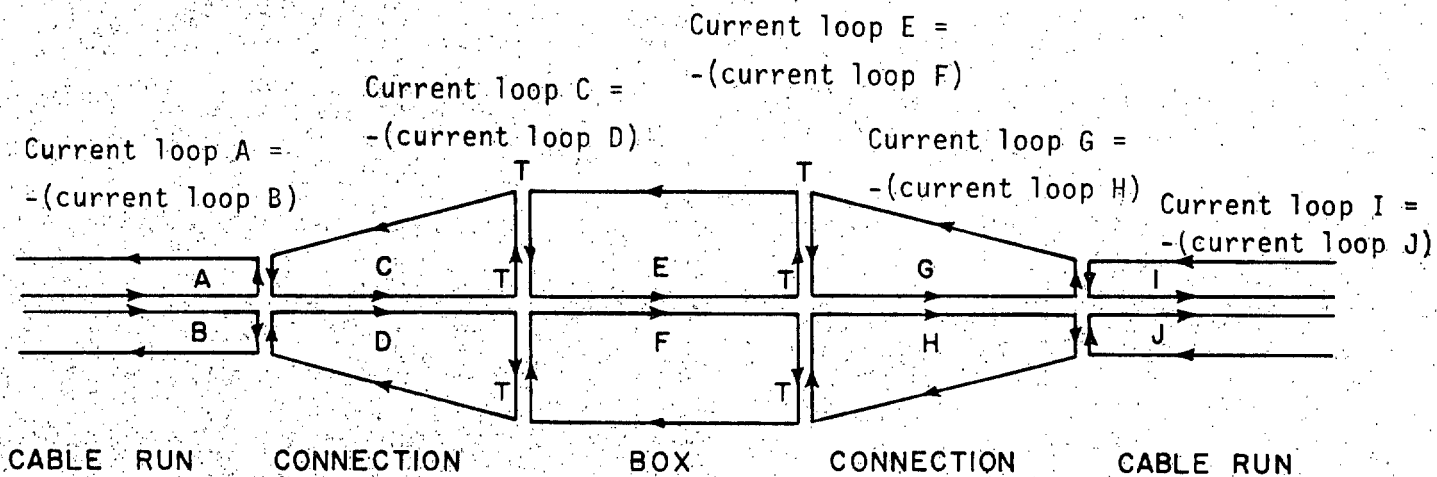 Current loop E =
-(current loop F)
Current loop C =
-(current loop D)
Current loop A =
-(current loop B)
Current loop G =
-(current loop H)
Current loop I =
-(current loop J)
T T
A C T E T G I
B D T F T H J
CABLE RUN CONNECTION BOX CONNECTION CABLE RUN